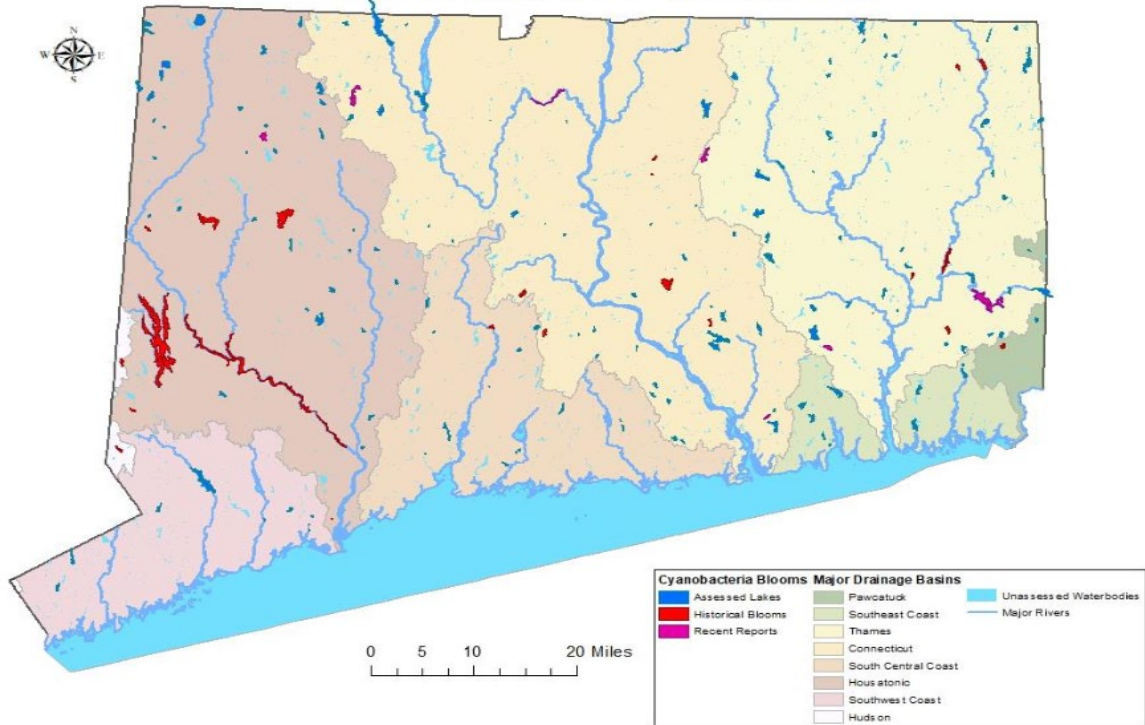 N
W E
S
0 5 10 20 Miles
Cyanobacteria Blooms
Assessed Lakes
Historical Blooms
Recent Reports
Major Drainage Basins
Pawcatuck
Southeast Coast
Thames
Connecticut
South Central Coast
Housatonic
Southwest Coast
Hudson
Unassessed Waterbodies
Major Rivers